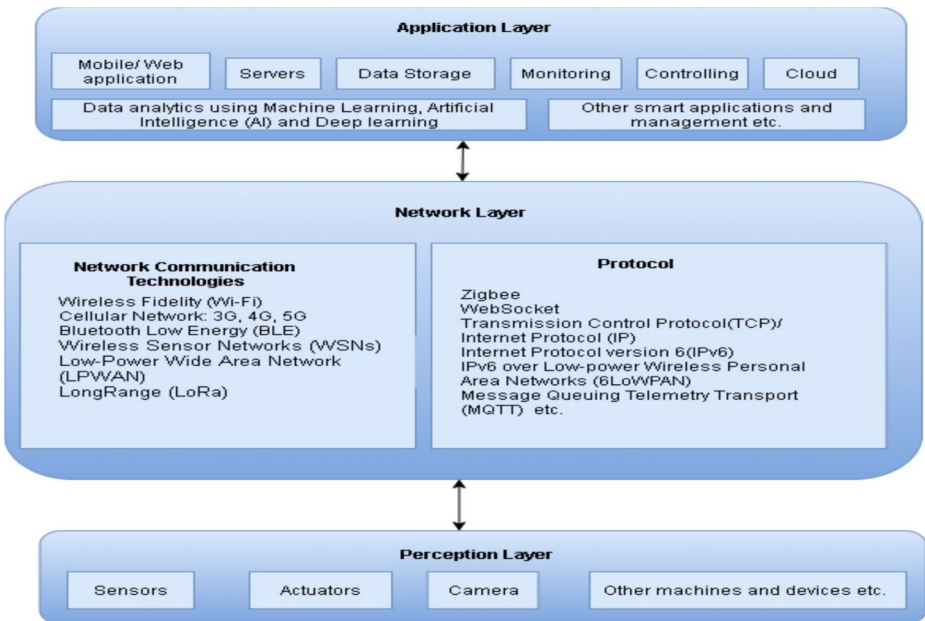 Application Layer
Mobile/ Web
application
Servers
Data Storage
Monitoring
Controlling
Cloud
Data analytics using Machine Learning, Artificial
Intelligence (AI) and Deep learning
Other smart applications and
management etc.
Network Layer
Network Communication
Technologies
Wireless Fidelity (Wi-Fi)
Cellular Network: 3G, 4G, 5G
Bluetooth Low Energy (BLE)
Wireless Sensor Networks (WSNs)
Low-Power Wide Area Network
(LPWAN)
LongRange (LoRa)
Protocol
Zigbee
WebSocket
Transmission Control Protocol(TCP)/
Internet Protocol (IP)
Internet Protocol version 6(IPv6)
IPv6 over Low-power Wireless Personal
Area Networks (6LoWPAN)
Message Queuing Telemetry Transport
(MQTT) etc.
Perception Layer
Sensors
Actuators
Camera
Other machines and devices etc.